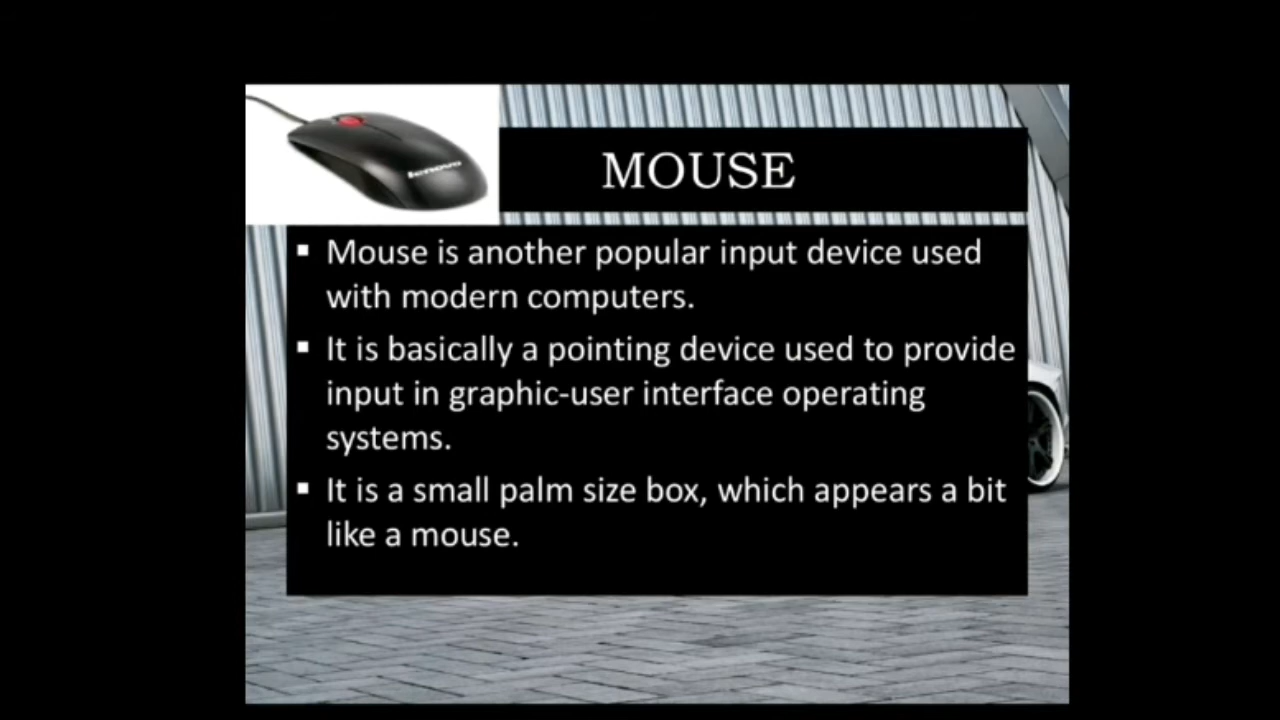 lenovo
MOUSE
▪ Mouse is another popular input device used
with modern computers.
▪ It is basically a pointing device used to provide
input in graphic-user interface operating
systems.
▪ It is a small palm size box, which appears a bit
like a mouse.